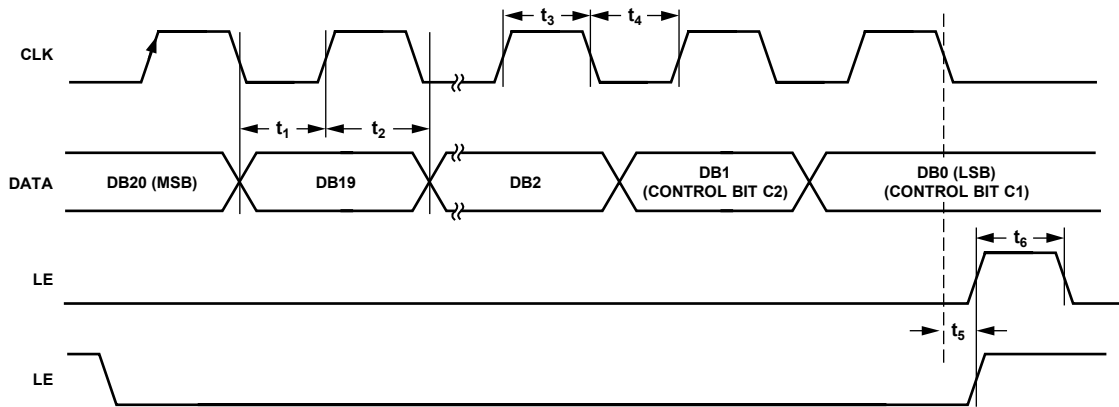 t3
t4
CLK
t1
t2
DATA
DB20 (MSB)
DB19
DB2
DB1
(CONTROL BIT C2)
DB0 (LSB)
(CONTROL BIT C1)
t6
LE
t5
LE